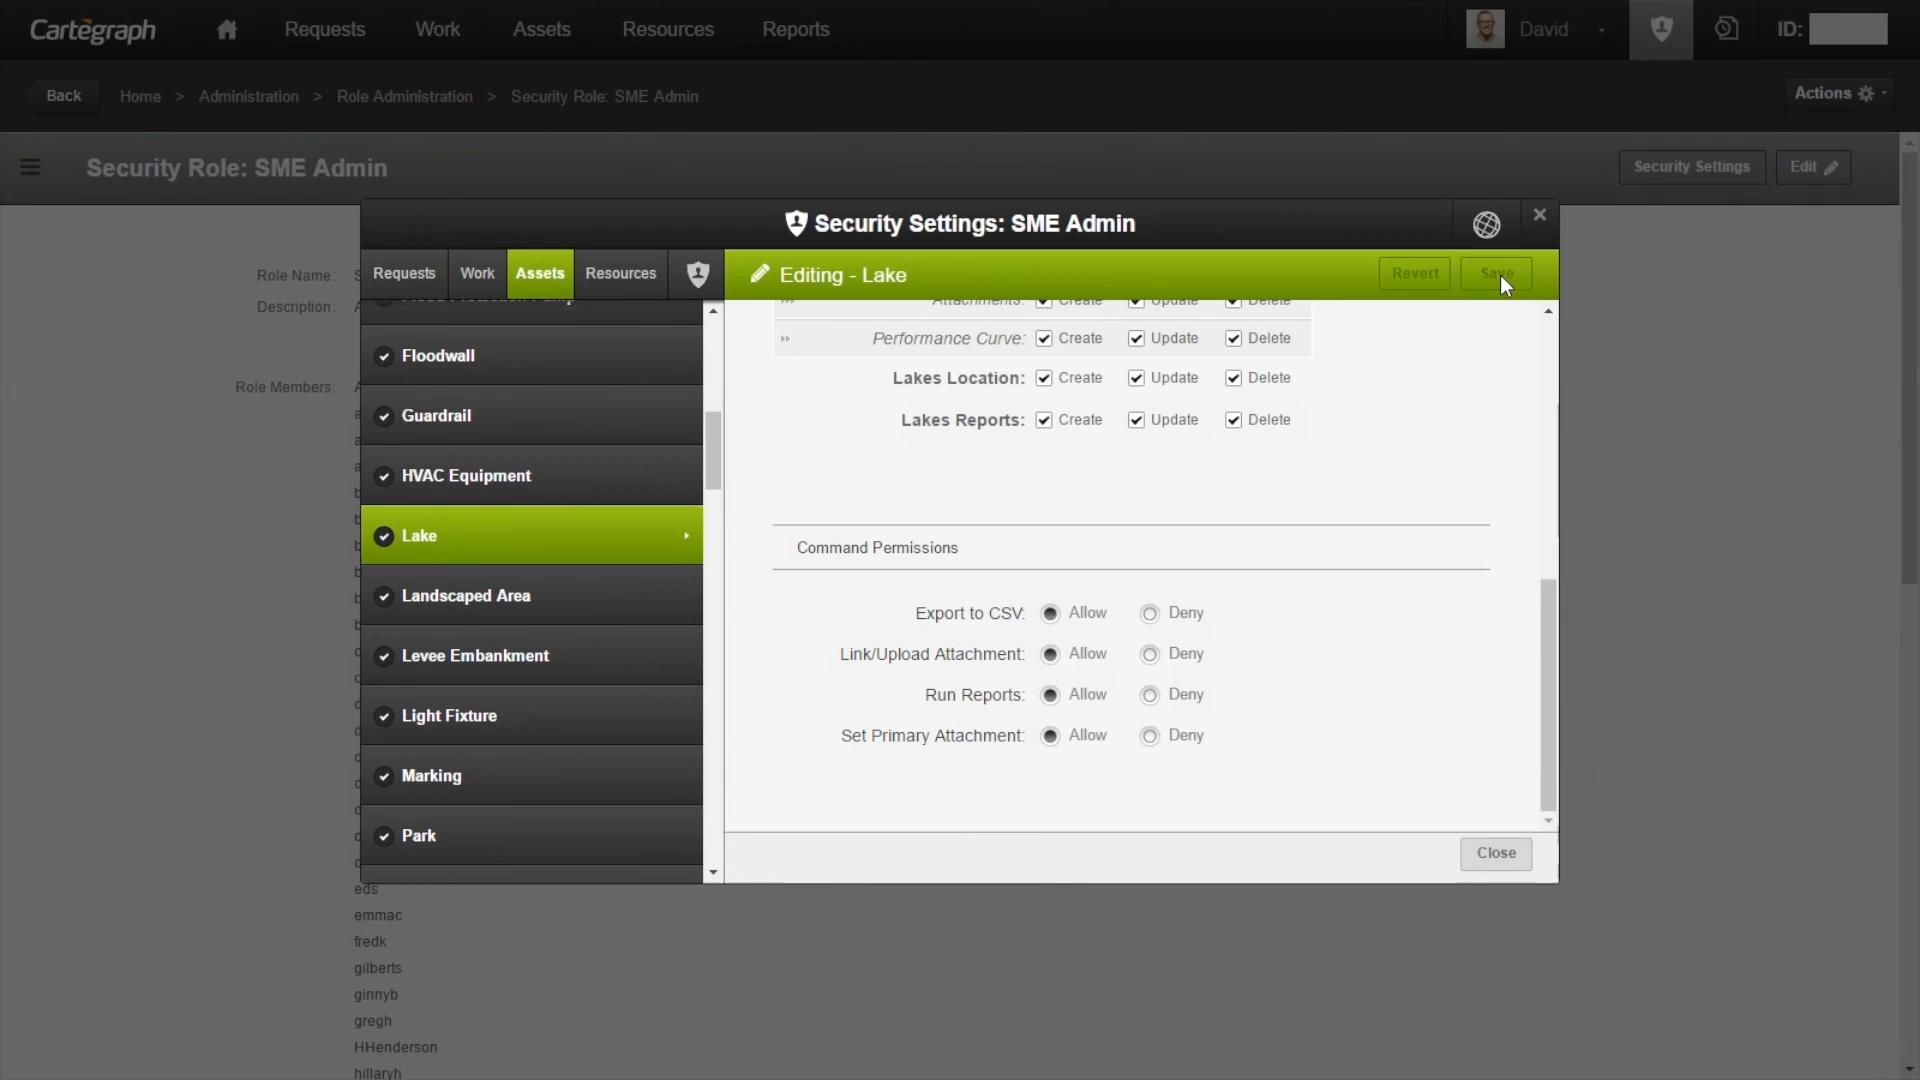 Cartegraph
Requests
Work
Assets
Resources
Reports
David
ID:
Back
Home > Administration > Role Administration > Security Role: SME Admin
Actions
Security Role: SME Admin
Security Settings
Edit
Security Settings: SME Admin
Requests
Work
Assets
Resources
Editing - Lake
Revert
Save
Role Name:
Description:
Role Members:
Floodwall
Guardrail
HVAC Equipment
Lake
Landscaped Area
Levee Embankment
Light Fixture
Marking
Park
Attachments: Create Update Delete
Performance Curve: Create Update Delete
Lakes Location: Create Update Delete
Lakes Reports: Create Update Delete
Command Permissions
Export to CSV: Allow Deny
Link/Upload Attachment: Allow Deny
Run Reports: Allow Deny
Set Primary Attachment: Allow Deny
Close
eds
emmac
fredk
gilberts
ginnyb
gregh
HHenderson
hillaryh